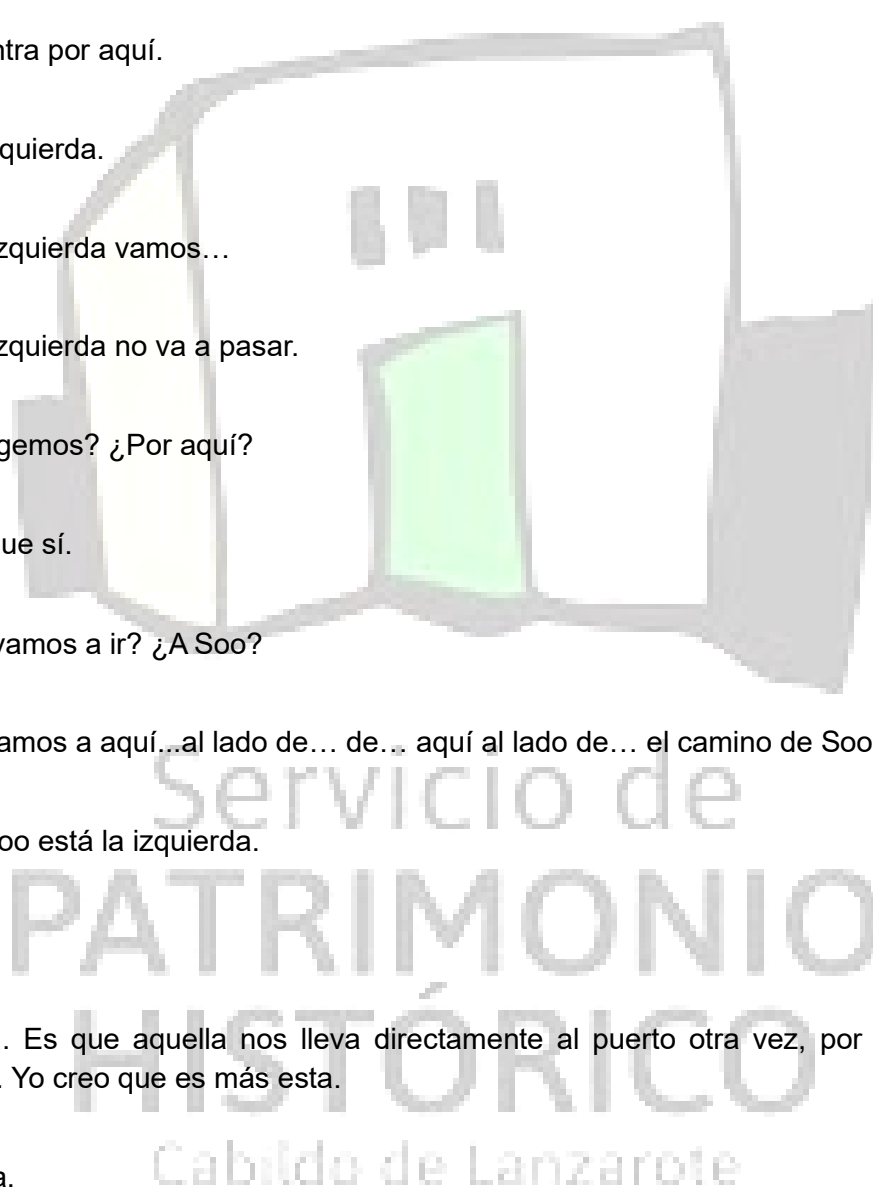 ntra por aquí.
quierda.
zquierda vamos…
zquierda no va a pasar.
gemos? ¿Por aquí?
ue sí.
vamos a ir? ¿A Soo?
amos a aquí...al lado de… de… aquí al lado de… el camino de Soo
Servicio de
oo está la izquierda.
PATRIMONIO
. Es que aquella nos lleva directamente al puerto otra vez, por
HISTÓRICO
. Yo creo que es más esta.
Cabildo de Lanzarote
a.